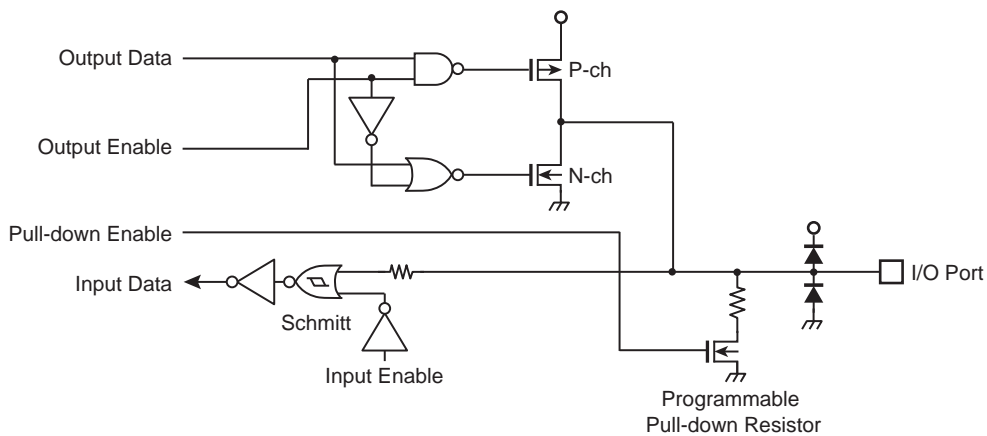 Output Data
P-ch
Output Enable
N-ch
Pull-down Enable
Input Data
I/O Port
Schmitt
Input Enable
Programmable
Pull-down Resistor